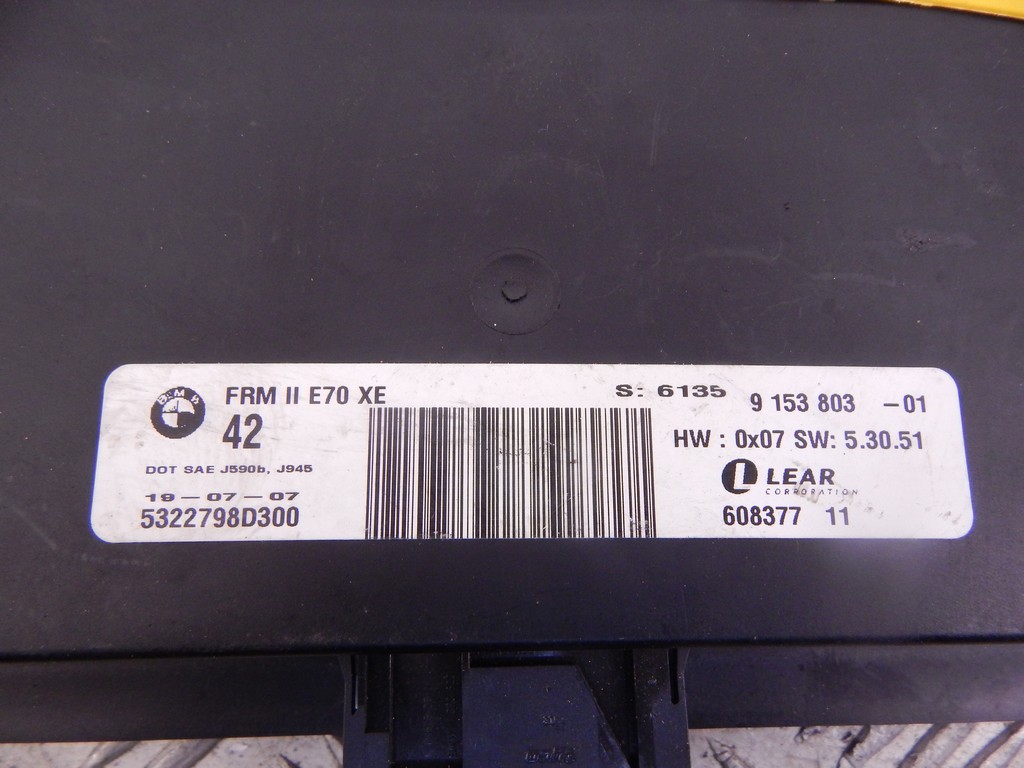 BMW
FRM II E70 XE
42
DOT SAE J590b, J945
19-07-07
5322798D300
S: 6135 9 153 803 -01
HW : 0x07 SW: 5.30.51
L LEAR
CORPORATION
608377 11